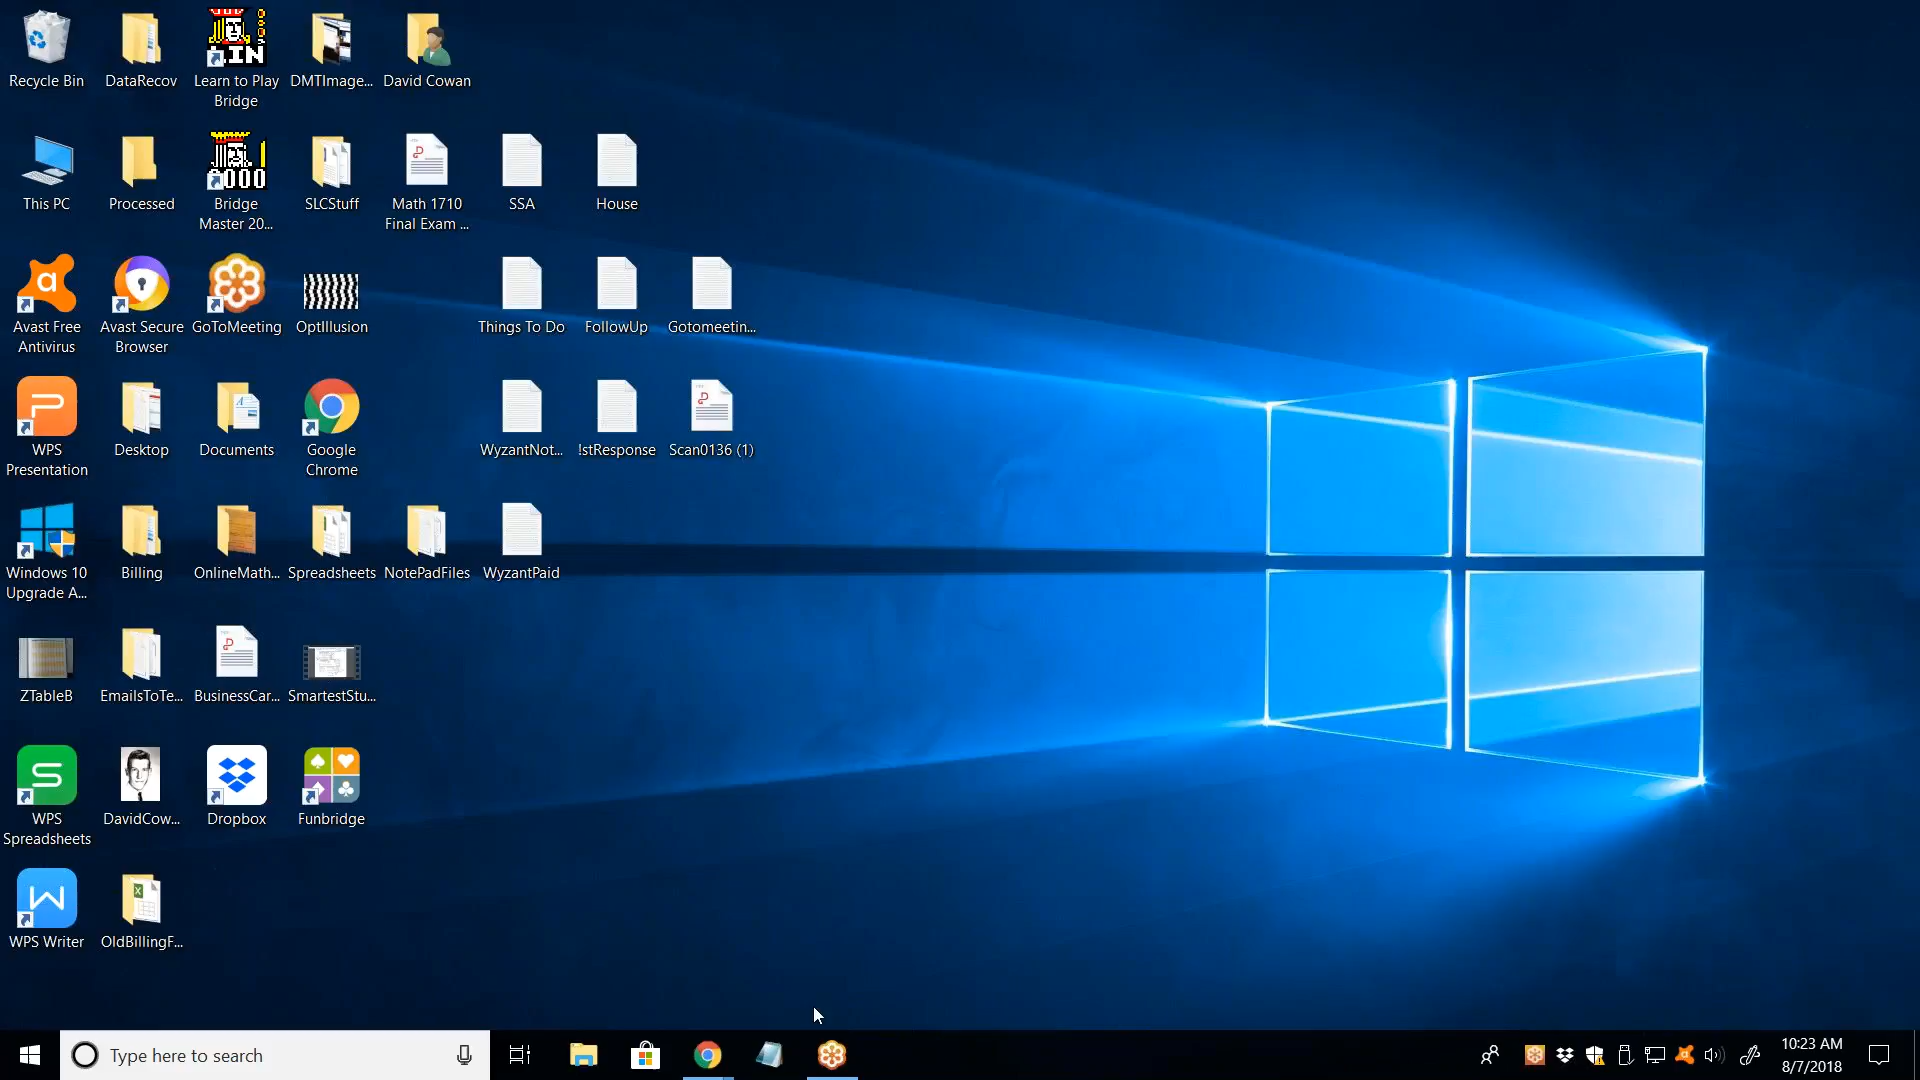 Recycle Bin
DataRecov
Learn to Play
Bridge
DMTImage...
David Cowan
This PC
Processed
Bridge
Master 20...
SLCStuff
Math 1710
Final Exam ...
SSA
House
Avast Free
Antivirus
Avast Secure
Browser
GoToMeeting
OptIllusion
Things To Do
FollowUp
Gotomeetin...
WPS
Presentation
Desktop
Documents
Google
Chrome
WyzantNot...
!stResponse
Scan0136 (1)
Windows 10
Upgrade A...
Billing
OnlineMath...
Spreadsheets
NotePadFiles
WyzantPaid
ZTableB
EmailsToTe...
BusinessCar...
SmartestStu...
WPS
Spreadsheets
DavidCow...
Dropbox
Funbridge
WPS Writer
OldBillingF...
Type here to search
10:23 AM
8/7/2018